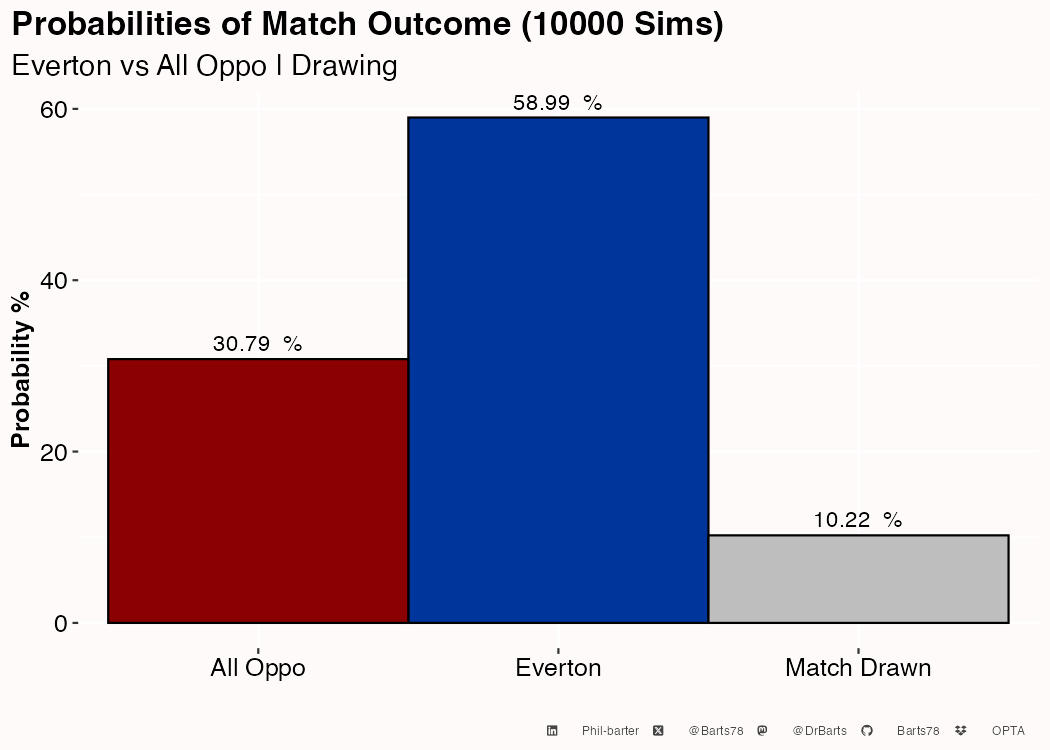 Probabilities of Match Outcome (10000 Sims)
Everton vs All Oppo | Drawing
58.99 %
60
40
30.79 %
Probability %
20
10.22 %
0
All Oppo Everton Match Drawn
Phil-barter @Barts78 @DrBarts Barts78 OPTA